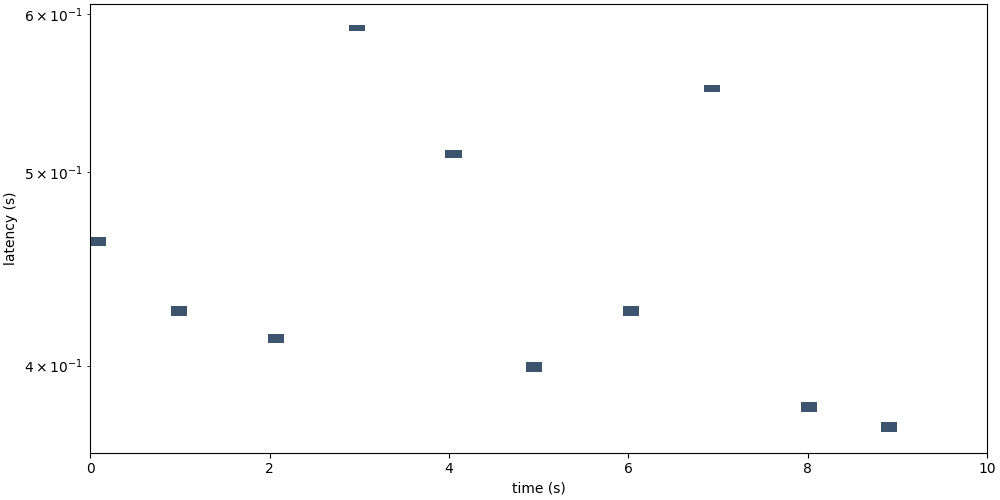 6 × 10⁻¹
5 × 10⁻¹
4 × 10⁻¹
latency (s)
0 2 4 6 8 10
time (s)